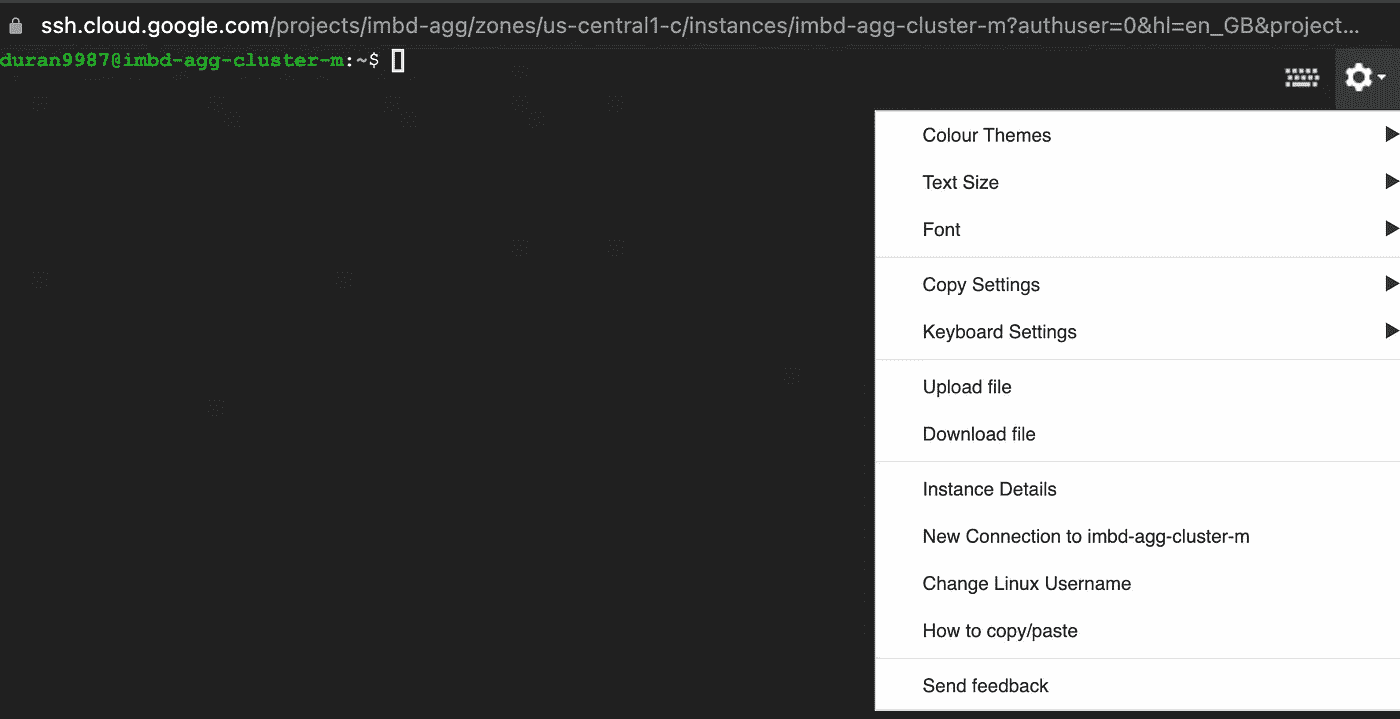 ssh.cloud.google.com/projects/imbd-agg/zones/us-central1-c/instances/imbd-agg-cluster-m?authuser=0&hl=en_GB&project...
duran9987@imbd-agg-cluster-m:~$
Colour Themes
Text Size
Font
Copy Settings
Keyboard Settings
Upload file
Download file
Instance Details
New Connection to imbd-agg-cluster-m
Change Linux Username
How to copy/paste
Send feedback